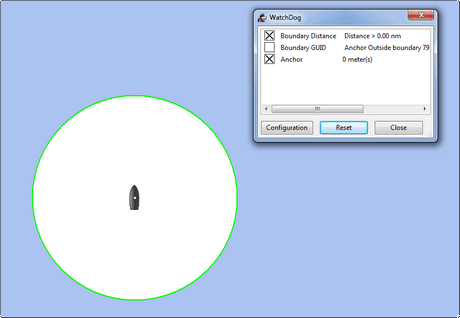 WatchDog
Boundary Distance Distance > 0.00 nm
Boundary GUID Anchor Outside boundary 79
Anchor 0 meter(s)
Configuration Reset Close